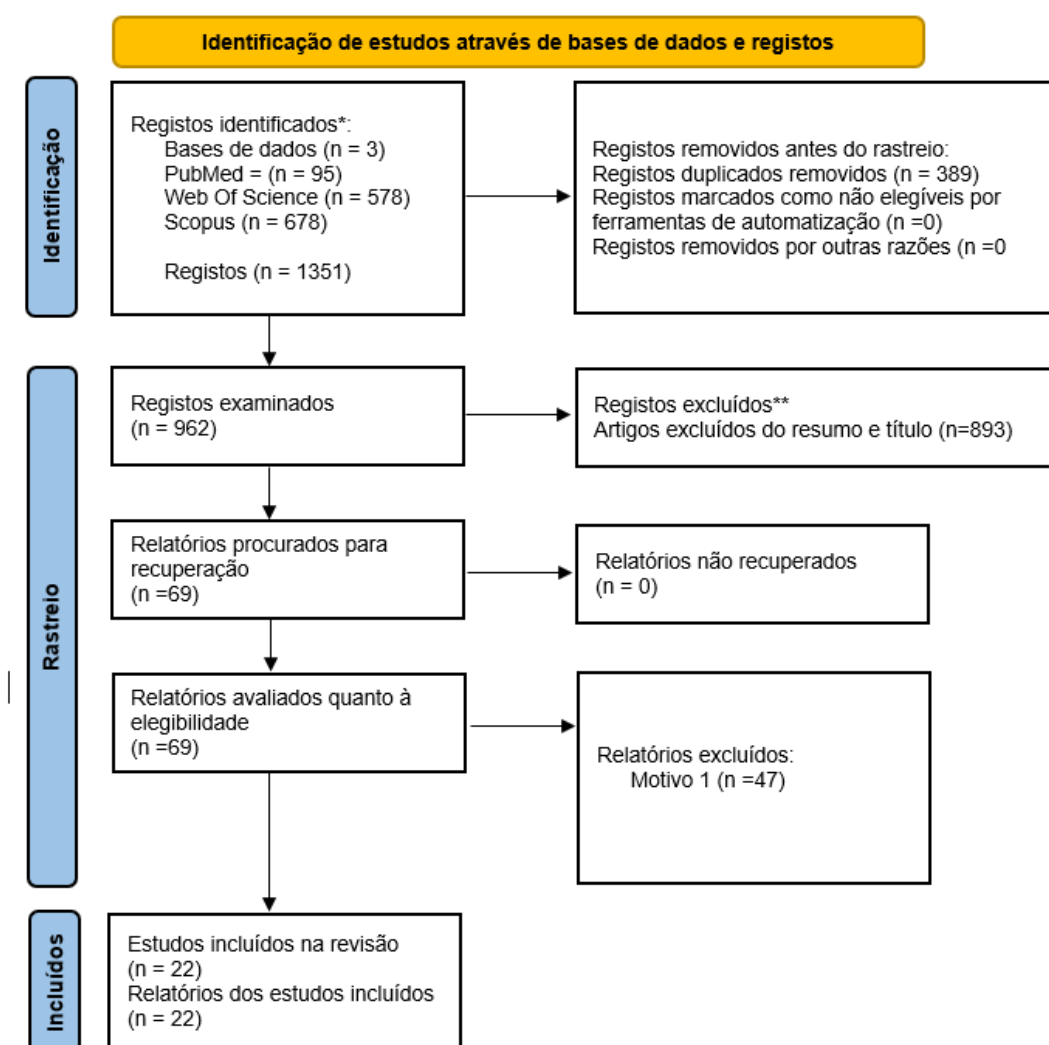 Identificação de estudos através de bases de dados e registos
Identificação
Registos identificados*:
Bases de dados (n = 3)
PubMed = (n = 95)
Web Of Science = (n = 578)
Scopus = (n = 678)
Registos (n = 1351)
Registos removidos antes do rastreio:
Registos duplicados removidos (n = 389)
Registos marcados como não elegíveis por
ferramentas de automatização (n =0)
Registos removidos por outras razões (n =0
Rastreio
Registos examinados
(n = 962)
Registos excluídos**
Artigos excluídos do resumo e título (n=893)
Relatórios procurados para
recuperação
(n =69)
Relatórios não recuperados
(n = 0)
Relatórios avaliados quanto à
elegibilidade
(n =69)
Relatórios excluídos:
Motivo 1 (n =47)
Incluídos
Estudos incluídos na revisão
(n = 22)
Relatórios dos estudos incluídos
(n = 22)